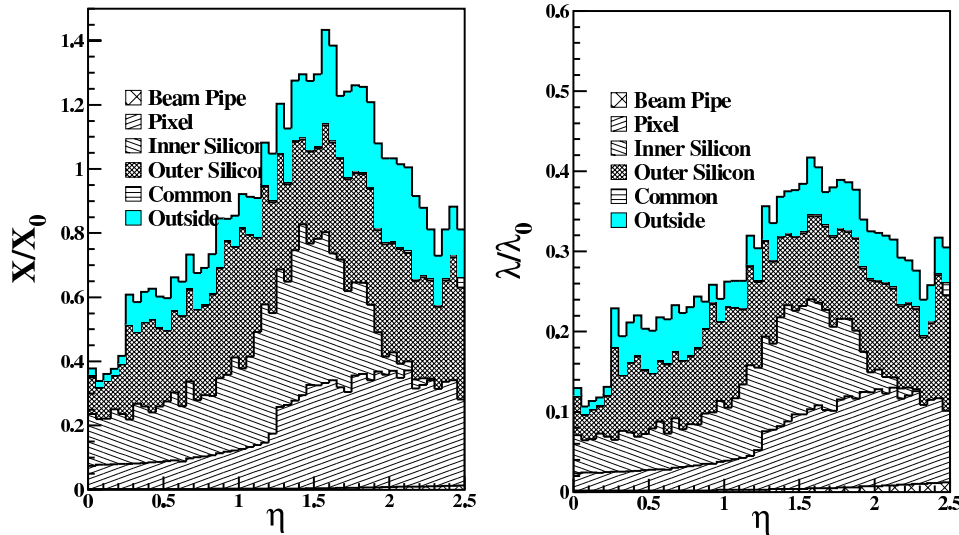 X/X0
1.4
1.2
1
0.8
0.6
0.4
0.2
0
Beam Pipe
Pixel
Inner Silicon
Outer Silicon
Common
Outside
0 0.5 1 1.5 2 2.5
η
λ/λ0
0.6
0.5
0.4
0.3
0.2
0.1
0
Beam Pipe
Pixel
Inner Silicon
Outer Silicon
Common
Outside
0 0.5 1 1.5 2 2.5
η